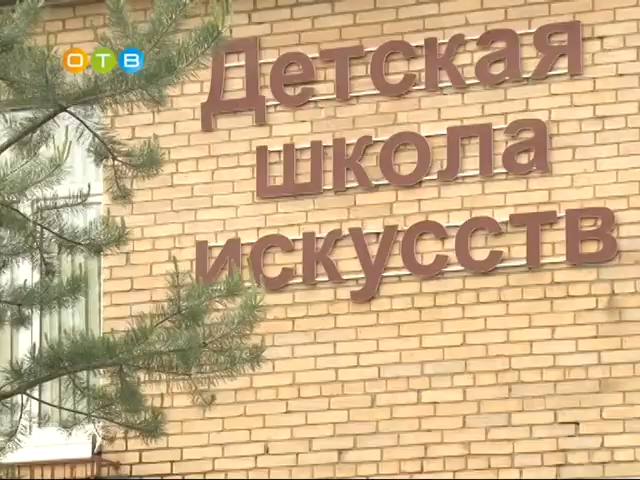 ОТВ
Детская
школа
искусств